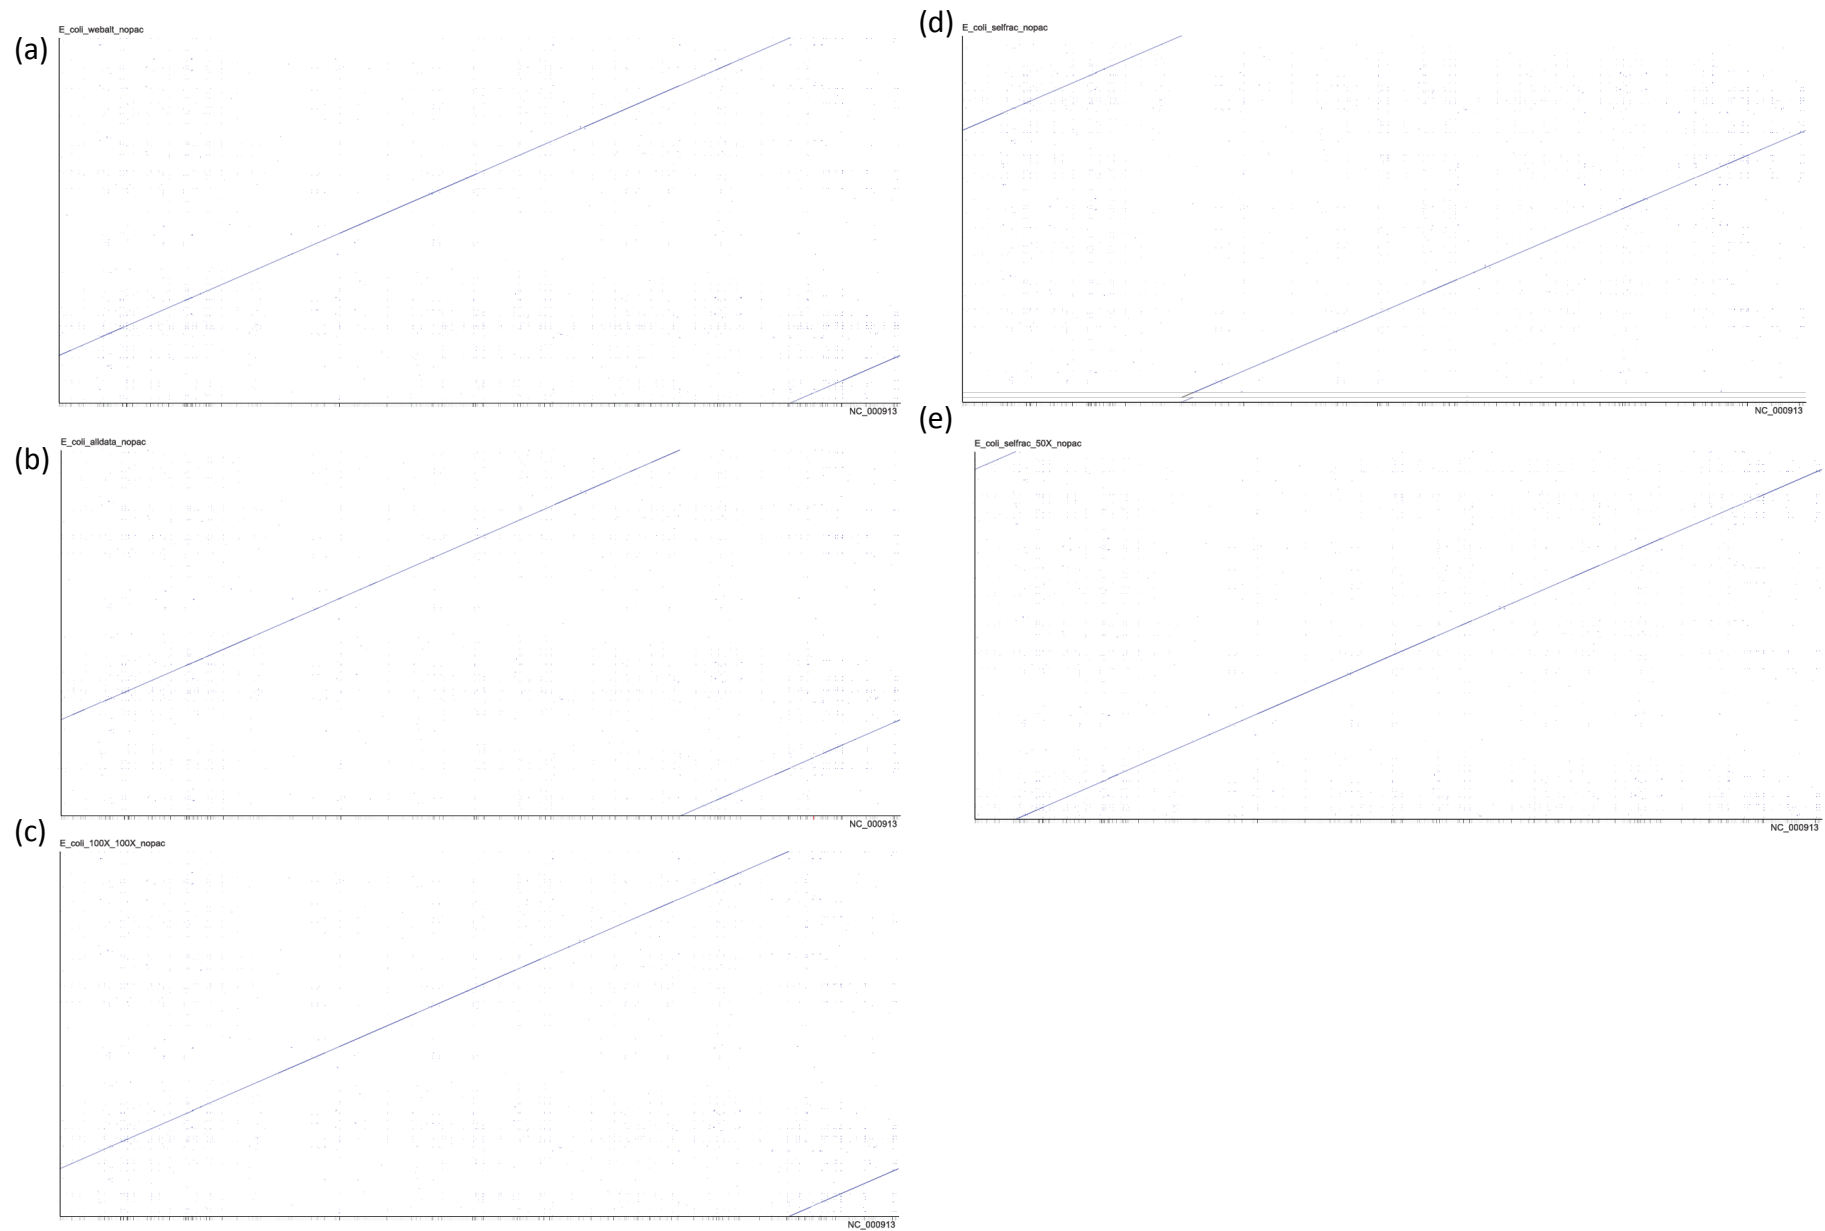 (a)
E_coli_webalt_nopac
NC_000913
(b)
E_coli_alldata_nopac
NC_000913
(c)
E_coli_100X_100X_nopac
NC_000913
(d)
E_coli_selfrac_nopac
NC_000913
(e)
E_coli_selfrac_50X_nopac
NC_000913